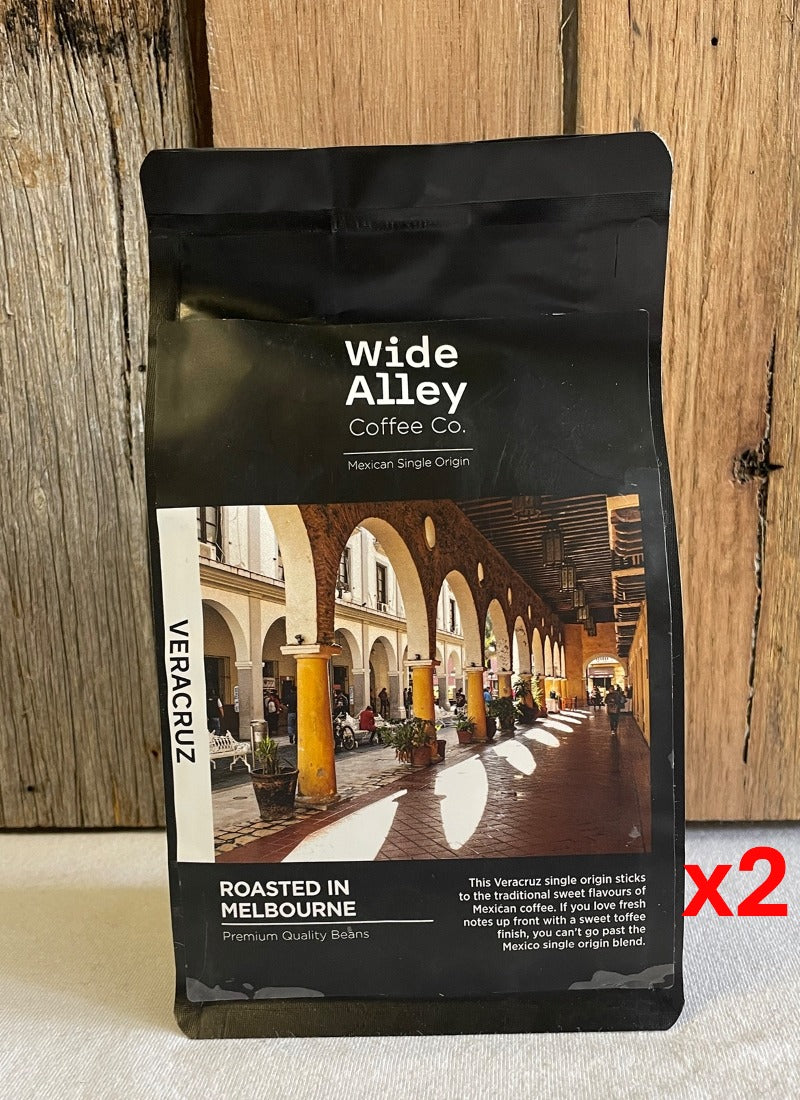 Wide
Alley
Coffee Co.
Mexican Single Origin
VERACRUZ
ROASTED IN
MELBOURNE
Premium Quality Beans
This Veracruz single origin sticks
to the traditional sweet flavours of
Mexican coffee. If you love fresh
notes up front with a sweet toffee
finish, you can't go past the
Mexico single origin blend.
x2